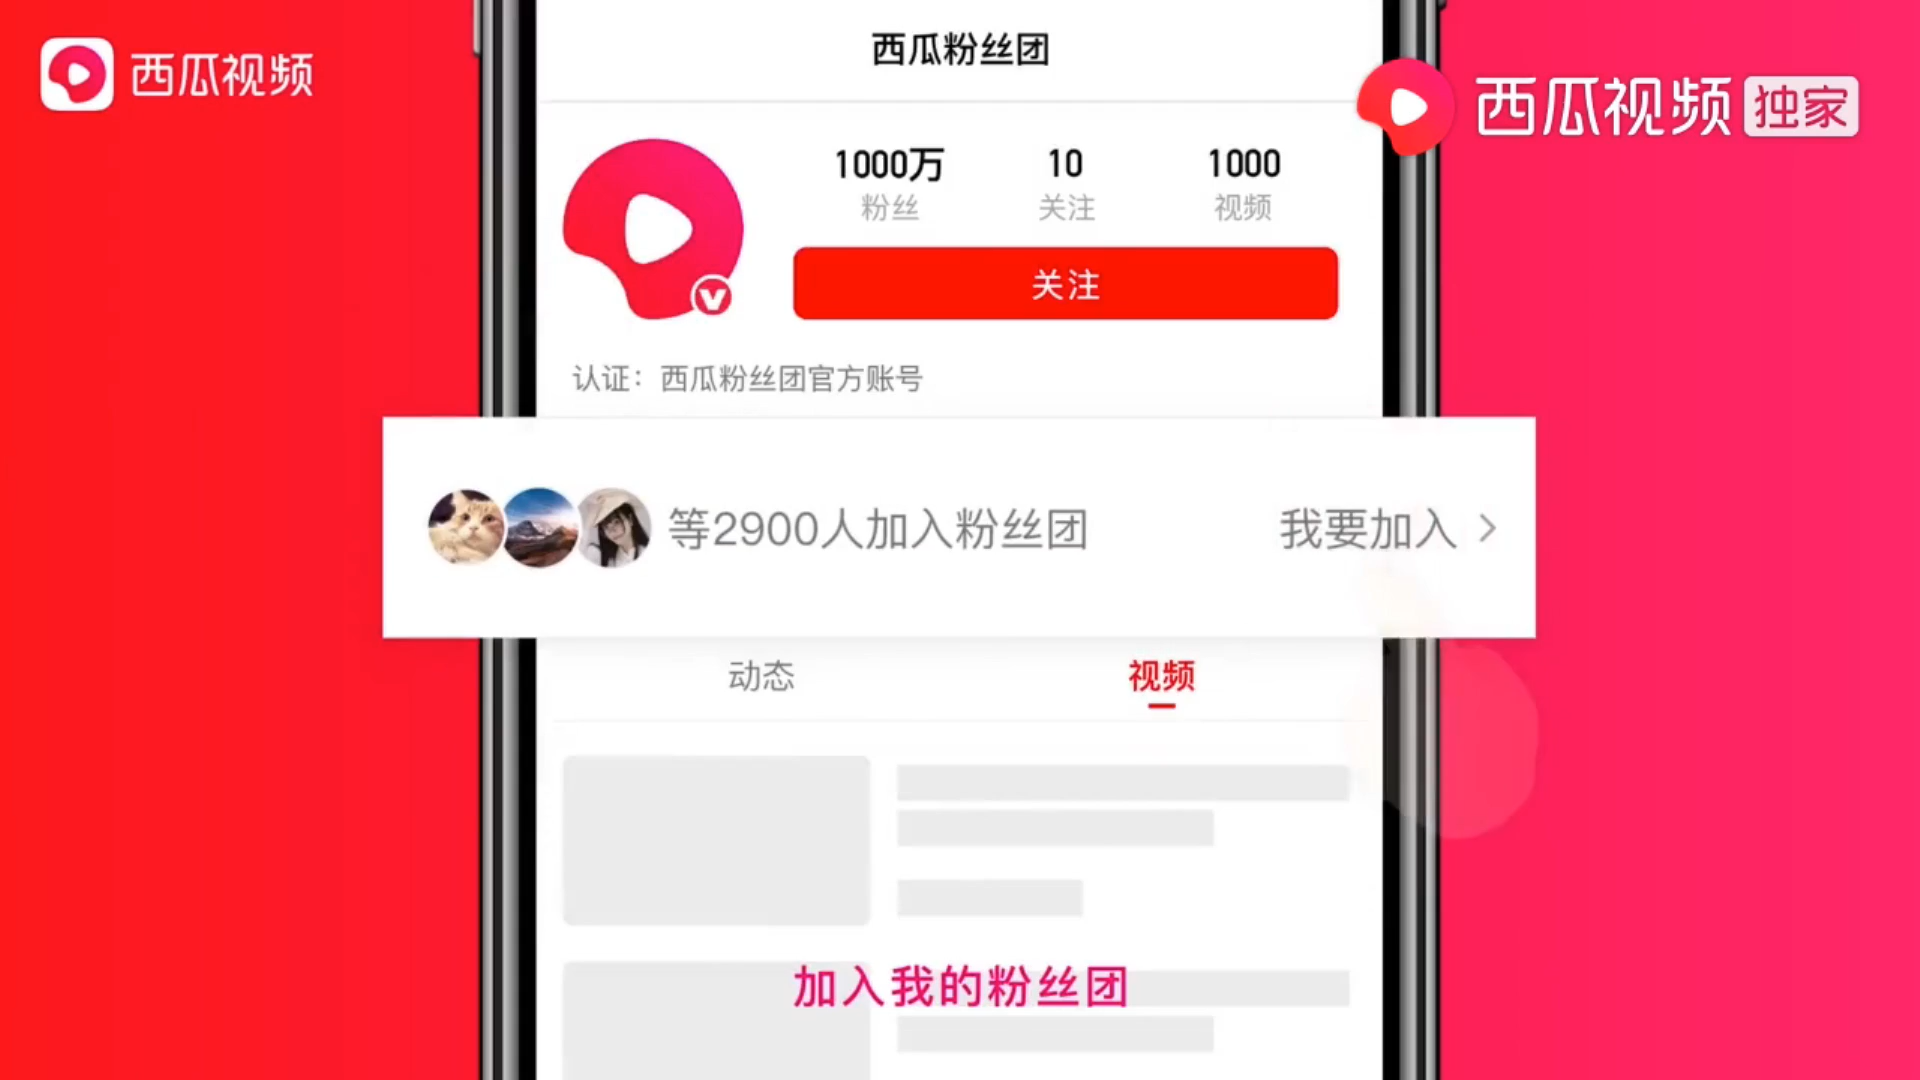 西瓜视频
西瓜粉丝团
西瓜视频 独家
1000万 10 1000
粉丝 关注 视频
关注
认证：西瓜粉丝团官方账号
等2900人加入粉丝团 我要加入
动态 视频
加入我的粉丝团